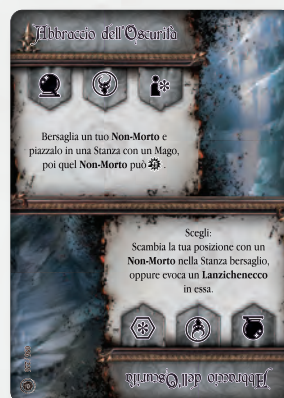 Abbraccio dell'Oscurità
Bersaglia un tuo Non-Morto e
piazzalo in una Stanza con un Mago,
poi quel Non-Morto può .
Scegli:
Scambia la tua posizione con un
Non-Morto nella Stanza bersaglio,
oppure evoca un Lanzichenecco
in essa.
Abbraccio dell'Oscurità